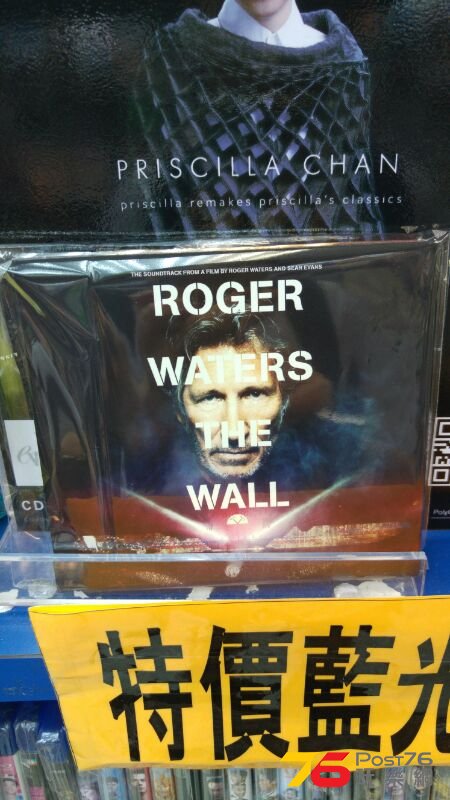 PRISCILLA CHAN
priscilla remakes priscilla's classics
THE SOUNDTRACK FROM A FILM BY ROGER WATERS AND SEAN EVANS
ROGER
WATERS
THE
WALL
CD
特價藍光
Post76